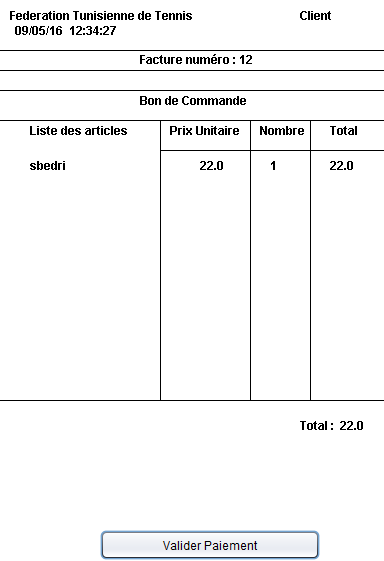 Federation Tunisienne de Tennis Client
09/05/16 12:34:27
Facture numéro : 12
Bon de Commande
Liste des articles Prix Unitaire Nombre Total
sbedri 22.0 1 22.0
Total : 22.0
Valider Paiement